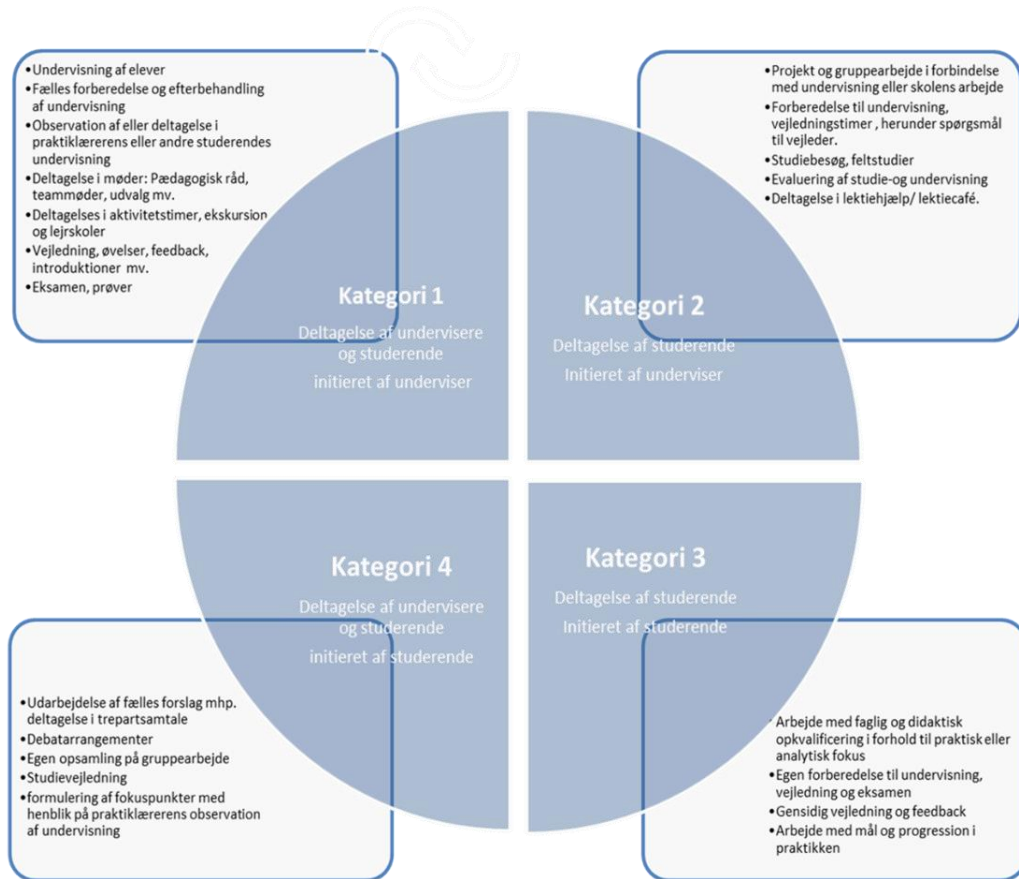 •Undervisning af elever
•Fælles forberedelse og efterbehandling
af undervisning
•Observation af eller deltagelse i
praktiklærerens eller andre studerendes
undervisning
•Deltagelse i møder: Pædagogisk råd,
teammøder, udvalg mv.
•Deltagelses i aktivitetstimer, ekskursion
og lejrskoler
•Vejledning, øvelser, feedback,
introduktioner mv.
•Eksamen, prøver
Kategori 1
Deltagelse af undervisere
og studerende
initieret af underviser
•Projekt og gruppearbejde i forbindelse
med undervisning eller skolens arbejde
•Forberedelse til undervisning,
vejledningstimer , herunder spørgsmål
til vejleder.
•Studiebesøg, feltstudier
•Evaluering af studie-og undervisning
•Deltagelse i lektiehjælp/ lektiecafé.
Kategori 2
Deltagelse af studerende
Initieret af underviser
Kategori 4
Deltagelse af undervisere
og studerende
initieret af studerende
•Udarbejdelse af fælles forslag mhp.
deltagelse i trepartsamtale
•Debatarrangementer
•Egen opsamling på gruppearbejde
•Studievejledning
•formulering af fokuspunkter med
henblik på praktiklærerens observation
af undervisning
Kategori 3
Deltagelse af studerende
Initieret af studerende
•Arbejde med faglig og didaktisk
opkvalificering i forhold til praktisk eller
analytisk fokus
•Egen forberedelse til undervisning,
vejledning og eksamen
•Gensidig vejledning og feedback
•Arbejde med mål og progression i
praktikken